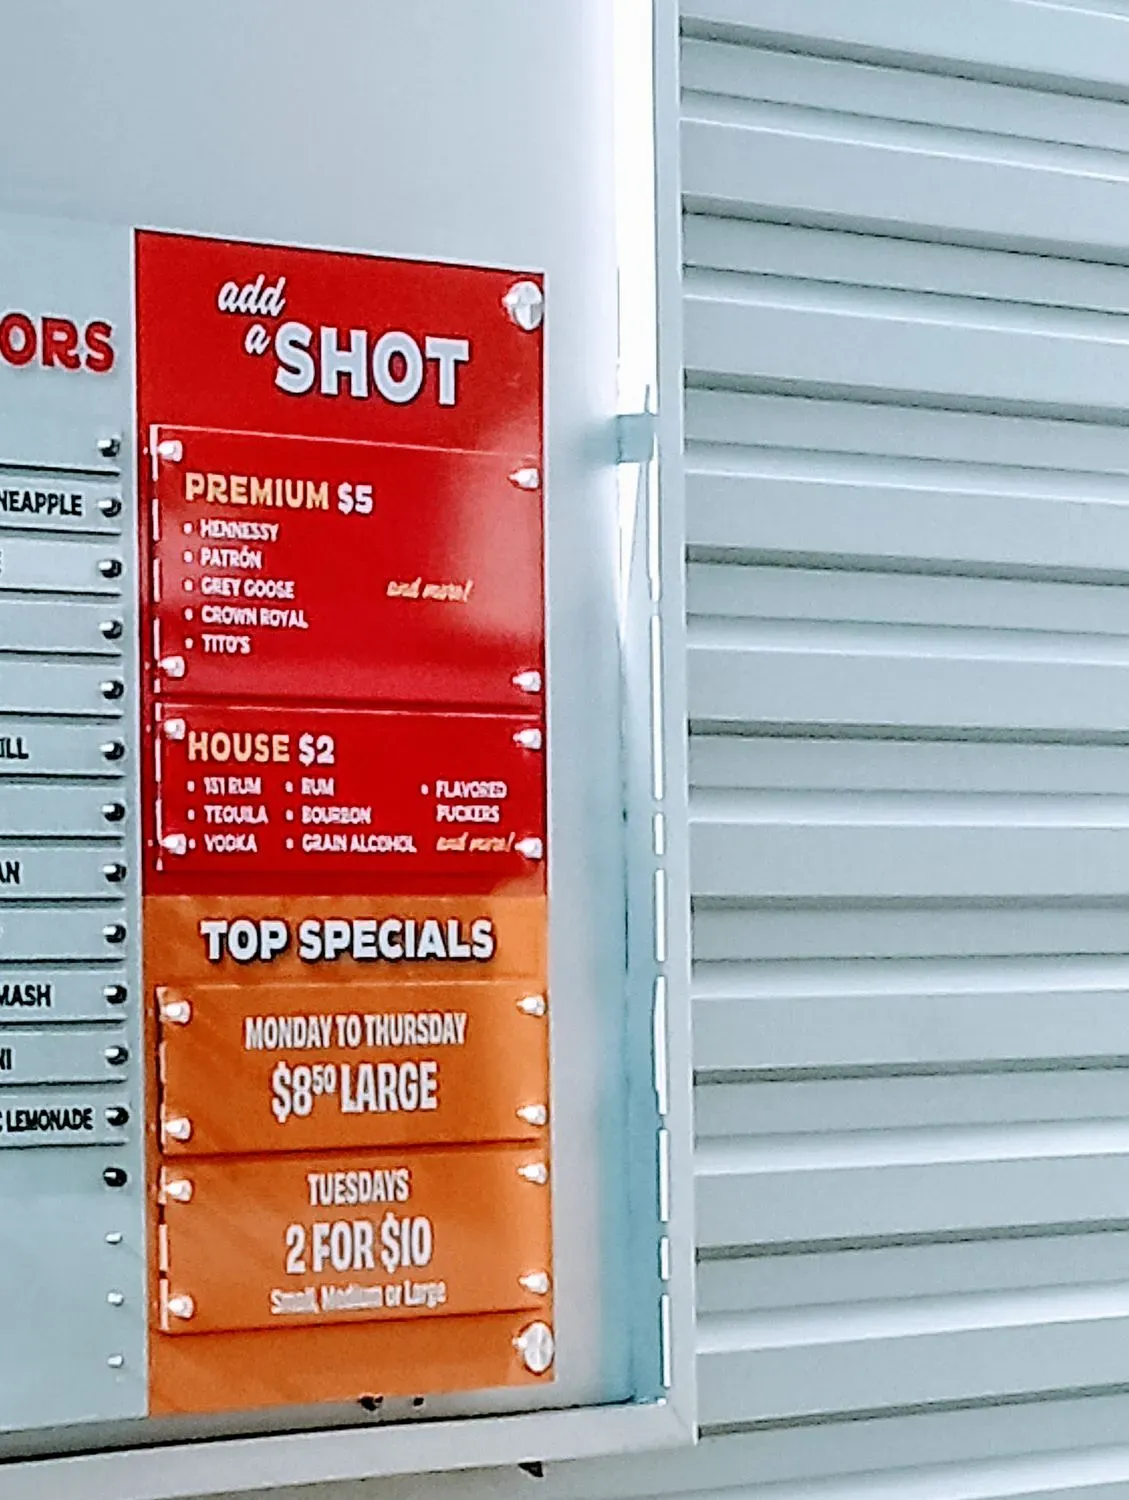 ORS
NEAPPLE
ILL
AN
MASH
NI
LEMONADE
add
a SHOT
PREMIUM $5
• HENNESSY
• PATRÓN
• GREY GOOSE
and more!
• CROWN ROYAL
• TITO'S
HOUSE $2
• 151 RUM • RUM • FLAVORED
• TEQUILA • BOURBON PUCKERS
• VODKA • GRAIN ALCOHOL and more!
TOP SPECIALS
MONDAY TO THURSDAY
$850 LARGE
TUESDAYS
2 FOR $10
Small, Medium or Large